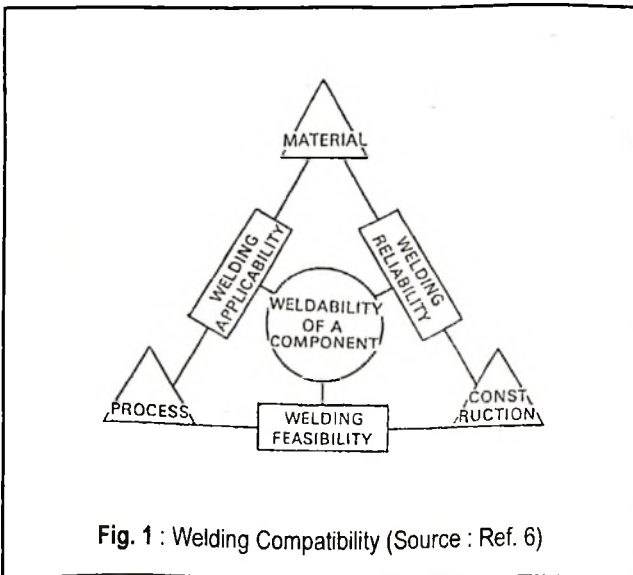 MATERIAL
WELDING
APPLICABILITY
WELDING
RELIABILITY
WELDABILITY
OF A
COMPONENT
PROCESS
WELDING
FEASIBILITY
CONST
RUCTION
Fig. 1 : Welding Compatibility (Source : Ref. 6)